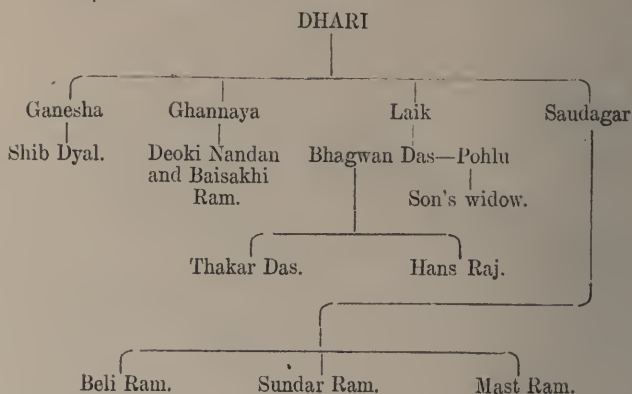 DHARI
Ganesha Ghannaya Laik Saudagar
Shib Dyal. Deoki Nandan Bhagwan Das—Pohlu
and Baisakhi
Ram. Son's widow.
Thakar Das. Hans Raj.
Beli Ram. Sundar Ram. Mast Ram.